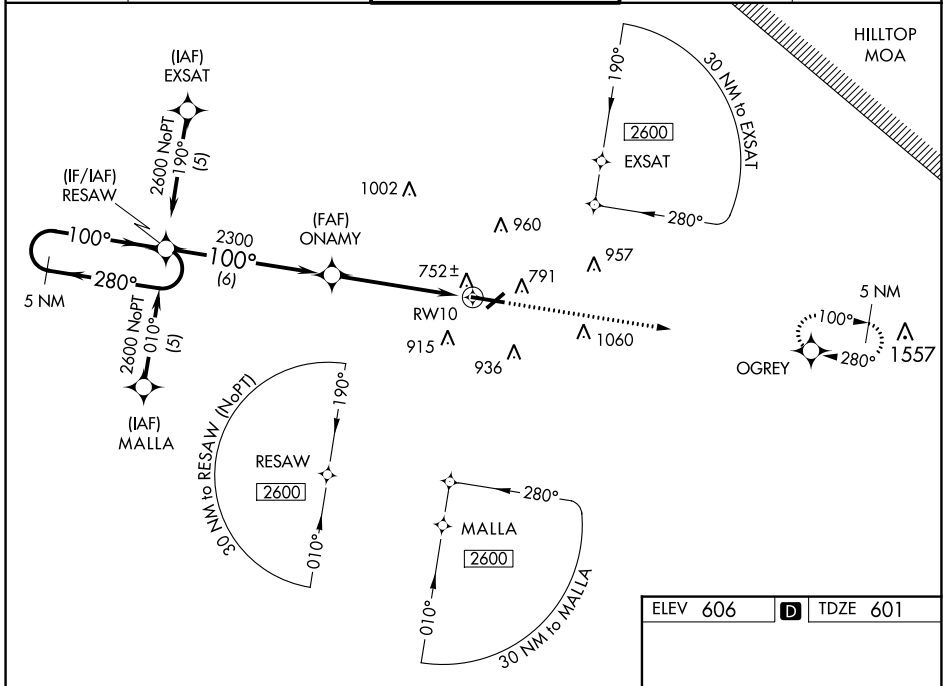 HILLTOP
MOA
(IAF)
EXSAT
2600 NoPT
190°
(5)
190°
30 NM to EXSAT
2600
EXSAT
280°
(IF/IAF)
RESAW
1002
(FAF)
ONAMY
960
957
100°
2300
100°
(6)
280°
5 NM
752±
791
RW10
5 NM
100°
280°
1557
OGREY
1060
915
936
2600 NoPT
010°
(5)
(IAF)
MALLA
30 NM to RESAW (NoPT)
190°
RESAW
2600
010°
280°
MALLA
2600
010°
30 NM to MALLA
ELEV 606 D TDZE 601